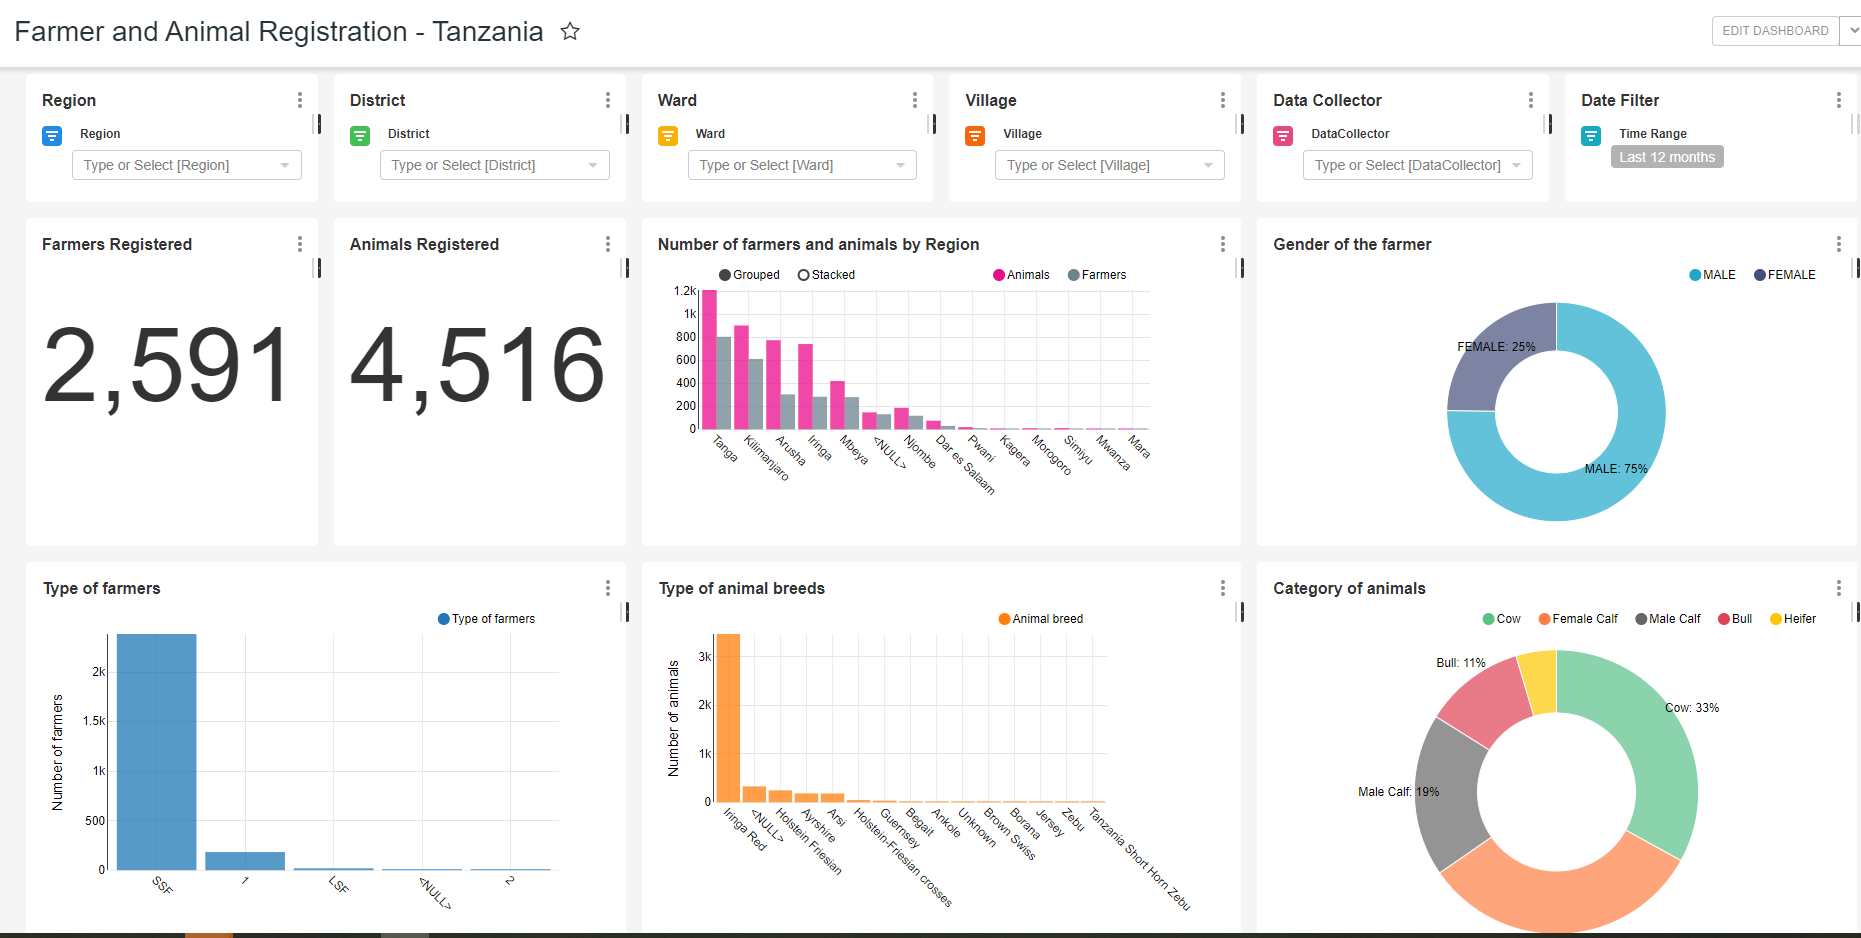 Farmer and Animal Registration - Tanzania
EDIT DASHBOARD
Region
Region
Type or Select [Region]
District
District
Type or Select [District]
Ward
Ward
Type or Select [Ward]
Village
Village
Type or Select [Village]
Data Collector
DataCollector
Type or Select [DataCollector]
Date Filter
Time Range
Last 12 months
Farmers Registered
2,591
Animals Registered
4,516
Number of farmers and animals by Region
Grouped Stacked Animals Farmers
1.2k
1k
800
600
400
200
0
Tanga
Kilimanjaro
Arusha
Iringa
Mbeya
<NULL>
Njombe
Dar es Salaam
Pwani
Kagera
Morogoro
Simiyu
Mwanza
Mara
Gender of the farmer
MALE FEMALE
FEMALE: 25%
MALE: 75%
Type of farmers
Type of farmers
Number of farmers
2k
1.5k
1k
500
0
SSF
1
LSF
<NULL>
2
Type of animal breeds
Animal breed
Number of animals
3k
2k
1k
0
Iringa Red
<NULL>
Holstein Friesian
Ayrshire
Arsi
Holstein-Friesian crosses
Guernsey
Begait
Ankole
Unknown
Brown Swiss
Borana
Jersey
Zebu
Tanzania Short Horn Zebu
Category of animals
Cow Female Calf Male Calf Bull Heifer
Bull: 11%
Cow: 33%
Male Calf: 19%